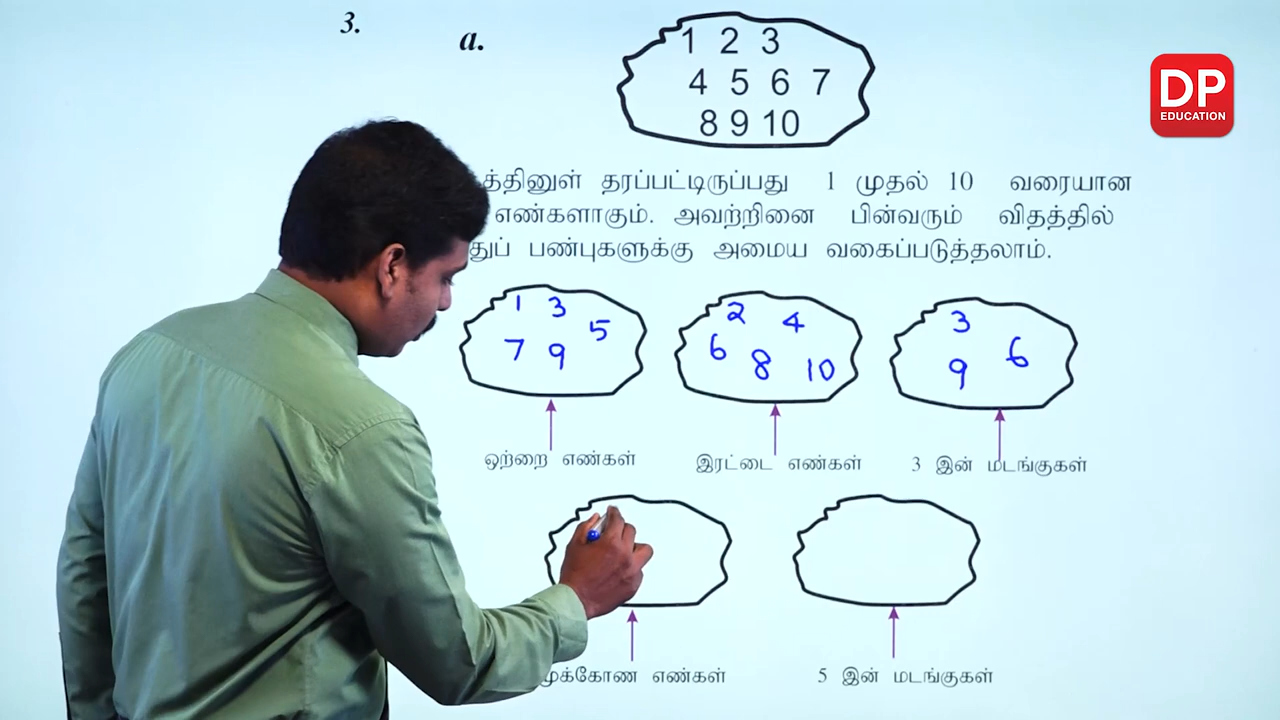 3.
a.
1 2 3
4 5 6 7
8 9 10
DP
EDUCATION
தரப்பட்டிருப்பது 1 முதல் 10 வரையான
எண்களாகும். அவற்றினை பின்வரும் விதத்தில்
பண்புகளுக்கு அமைய வகைப்படுத்தலாம்.
1 3 5
7 9
2 4
6 8 10
3 6
9
ஒற்றை எண்கள்
இரட்டை எண்கள்
3 இன் மடங்குகள்
முக்கோண எண்கள்
5 இன் மடங்குகள்